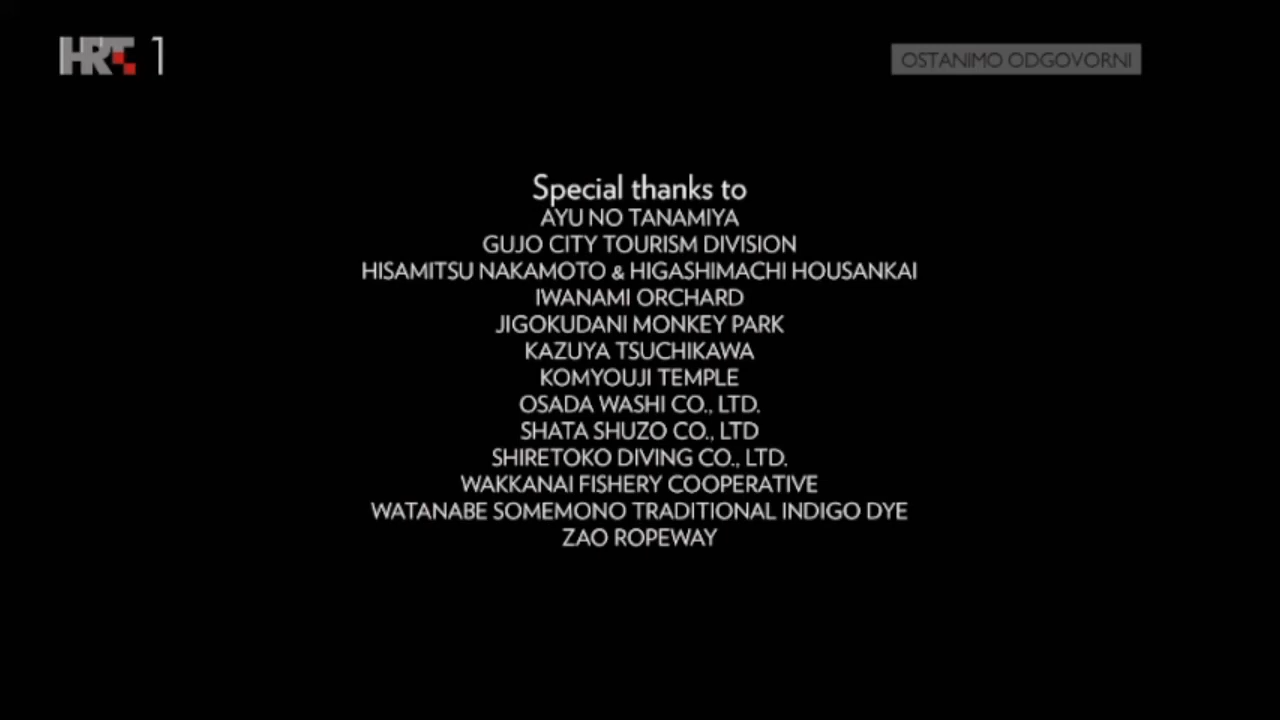 HRT 1
OSTANIMO ODGOVORNI
Special thanks to
AYU NO TANAMIYA
GUJO CITY TOURISM DIVISION
HISAMITSU NAKAMOTO & HIGASHIMACHI HOUSANKAI
IWANAMI ORCHARD
JIGOKUDANI MONKEY PARK
KAZUYA TSUCHIKAWA
KOMYOUJI TEMPLE
OSADA WASHI CO., LTD.
SHATA SHUZO CO., LTD
SHIRETOKO DIVING CO., LTD.
WAKKANAI FISHERY COOPERATIVE
WATANABE SOMEMONO TRADITIONAL INDIGO DYE
ZAO ROPEWAY